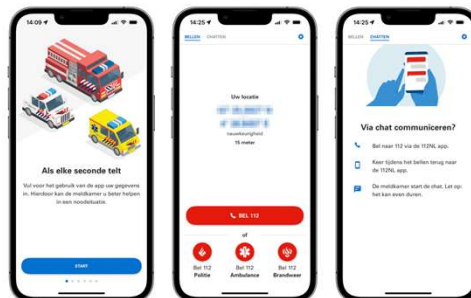 14:09
Als elke seconde telt
Vul voor het gebruik van de app uw gegevens
in. Hierdoor kan de meldkamer u beter helpen
in een noodsituatie.
START
14:25
BELLEN CHATTEN
Uw locatie
nauwkeurigheid
15 meter
BEL 112
of
Bel 112
Politie
Bel 112
Ambulance
Bel 112
Brandweer
14:25
BELLEN CHATTEN
Via chat communiceren?
Bel naar 112 via de 112NL app.
Keer tijdens het bellen terug naar
de 112NL app.
De meldkamer start de chat. Let op:
het kan even duren.